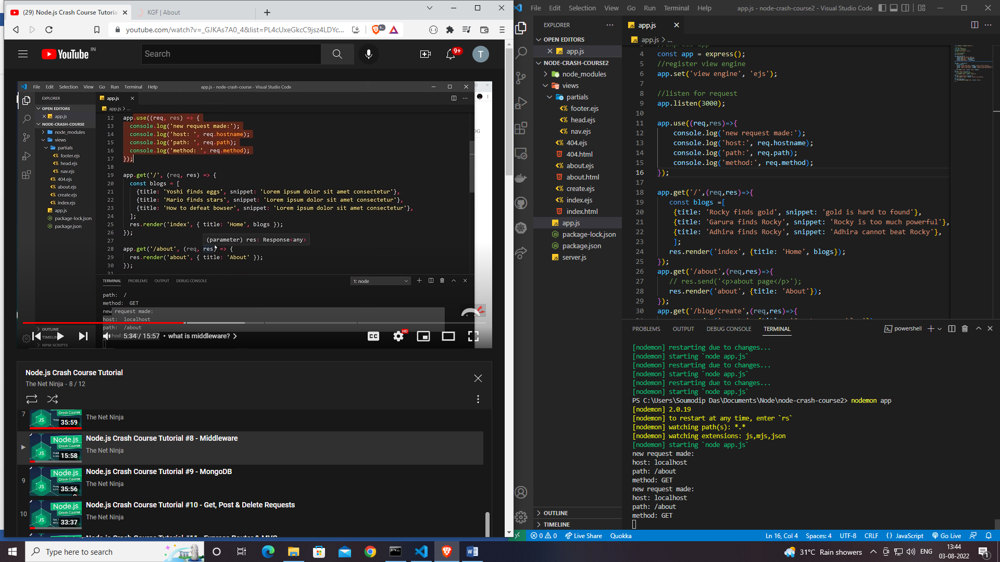 (29) Node.js Crash Course Tutoria
KGF | About
youtube.com/watch?v=_GJKAs7A0_4&list=PL4cUxeGkcC9jsz4LDYc...
YouTube IN
Search
9+
T
File Edit Selection View Go Run Terminal Help
app.js - node-crash-course - Visual Studio Code
EXPLORER
OPEN EDITORS
app.js
NODE-CRASH-COURSE
node_modules
views
partials
footer.ejs
head.ejs
nav.ejs
404.ejs
about.ejs
create.ejs
index.ejs
app.js
package-lock.json
package.json
OUTLINE
TIMELINE
NPM SCRIPTS
app.js
app.js > ...
12 app.use((req, res) => {
13 console.log('new request made:');
14 console.log('host: ', req.hostname);
15 console.log('path: ', req.path);
16 console.log('method: ', req.method);
17 });
18
19 app.get('/', (req, res) => {
20 const blogs = [
21 {title: 'Yoshi finds eggs', snippet: 'Lorem ipsum dolor sit amet consectetur'},
22 {title: 'Mario finds stars', snippet: 'Lorem ipsum dolor sit amet consectetur'},
23 {title: 'How to defeat bowser', snippet: 'Lorem ipsum dolor sit amet consectetur'},
24 ];
25 res.render('index', { title: 'Home', blogs });
26 });
27 (parameter) res: Response<any>
28 app.get('/about', (req, res) => {
29 res.render('about', { title: 'About' });
30 });
31
TERMINAL PROBLEMS OUTPUT DEBUG CONSOLE
1: node
path: /
method: GET
new request made:
host: localhost
path: /about
5:34 / 15:57 • what is middleware?
CC
HD
Node.js Crash Course Tutorial
The Net Ninja - 8 / 12
7
35:59
The Net Ninja
Node.js Crash Course
15:58
Node.js Crash Course Tutorial #8 - Middleware
The Net Ninja
9
Node.js Crash Course
35:56
Node.js Crash Course Tutorial #9 - MongoDB
The Net Ninja
10
Node.js Crash Course
33:37
Node.js Crash Course Tutorial #10 - Get, Post & Delete Requests
The Net Ninja
Node.js Crash Course Tutorial #11 - Express Router & MVC
File Edit Selection View Go Run Terminal Help
app.js - node-crash-course2 - Visual Studio Code
EXPLORER
OPEN EDITORS
app.js
NODE-CRASH-COURSE2
node_modules
views
partials
footer.ejs
head.ejs
nav.ejs
404.ejs
404.html
about.ejs
about.html
create.ejs
index.ejs
index.html
app.js
package-lock.json
package.json
server.js
OUTLINE
TIMELINE
app.js
app.js > ...
3 //express app
4 const app = express();
5 //register view engine
6 app.set('view engine', 'ejs');
7
8 //listen for request
9 app.listen(3000);
10
11 app.use((req,res)=>{
12 console.log('new request made:');
13 console.log('host:', req.hostname);
14 console.log('path:', req.path);
15 console.log('method:', req.method);
16 });
17
18 app.get('/',(req,res)=>{
19 const blogs =[
20 {title: 'Rocky finds gold', snippet: 'gold is hard to found'},
21 {title: 'Garura finds Rocky', snippet: 'Rocky is too much powerful'},
22 {title: 'Adhira finds Rocky', snippet: 'Adhira cannot beat Rocky'},
23 ];
24 res.render('index', {title: 'Home', blogs});
25 });
26 app.get('/about',(req,res)=>{
27 // res.send('<p>about page</p>');
28 res.render('about', {title: 'About'});
29 });
30 app.get('/blog/create',(req,res)=>{
PROBLEMS OUTPUT DEBUG CONSOLE TERMINAL
powershell
[nodemon] restarting due to changes...
[nodemon] starting `node app.js`
[nodemon] restarting due to changes...
[nodemon] starting `node app.js`
[nodemon] restarting due to changes...
[nodemon] starting `node app.js`
PS C:\Users\Soumodip Das\Documents\Node\node-crash-course2> nodemon app
[nodemon] 2.0.19
[nodemon] to restart at any time, enter `rs`
[nodemon] watching path(s): *.*
[nodemon] watching extensions: js,mjs,json
[nodemon] starting `node app.js`
new request made:
host: localhost
path: /about
method: GET
new request made:
host: localhost
path: /about
method: GET
0 0 Live Share Quokka
Ln 16, Col 4 Spaces: 4 UTF-8 CRLF JavaScript Go Live
Type here to search
31°C Rain showers
ENG
13:44
03-08-2022
1